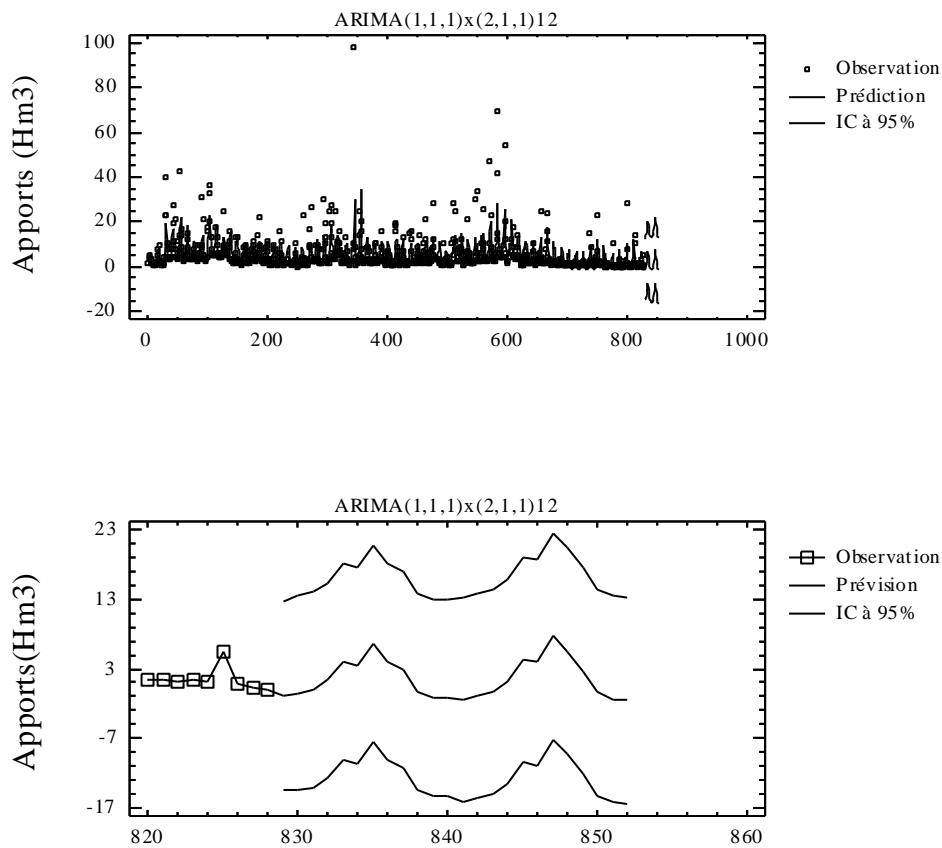 ARIMA(1,1,1)x(2,1,1)12
Apports (Hm3)
100
80
60
40
20
0
-20
0
200
400
600
800
1000
Observation
Prédiction
IC à 95%
ARIMA(1,1,1)x(2,1,1)12
Apports(Hm3)
23
13
3
-7
-17
820
830
840
850
860
Observation
Prévision
IC à 95%